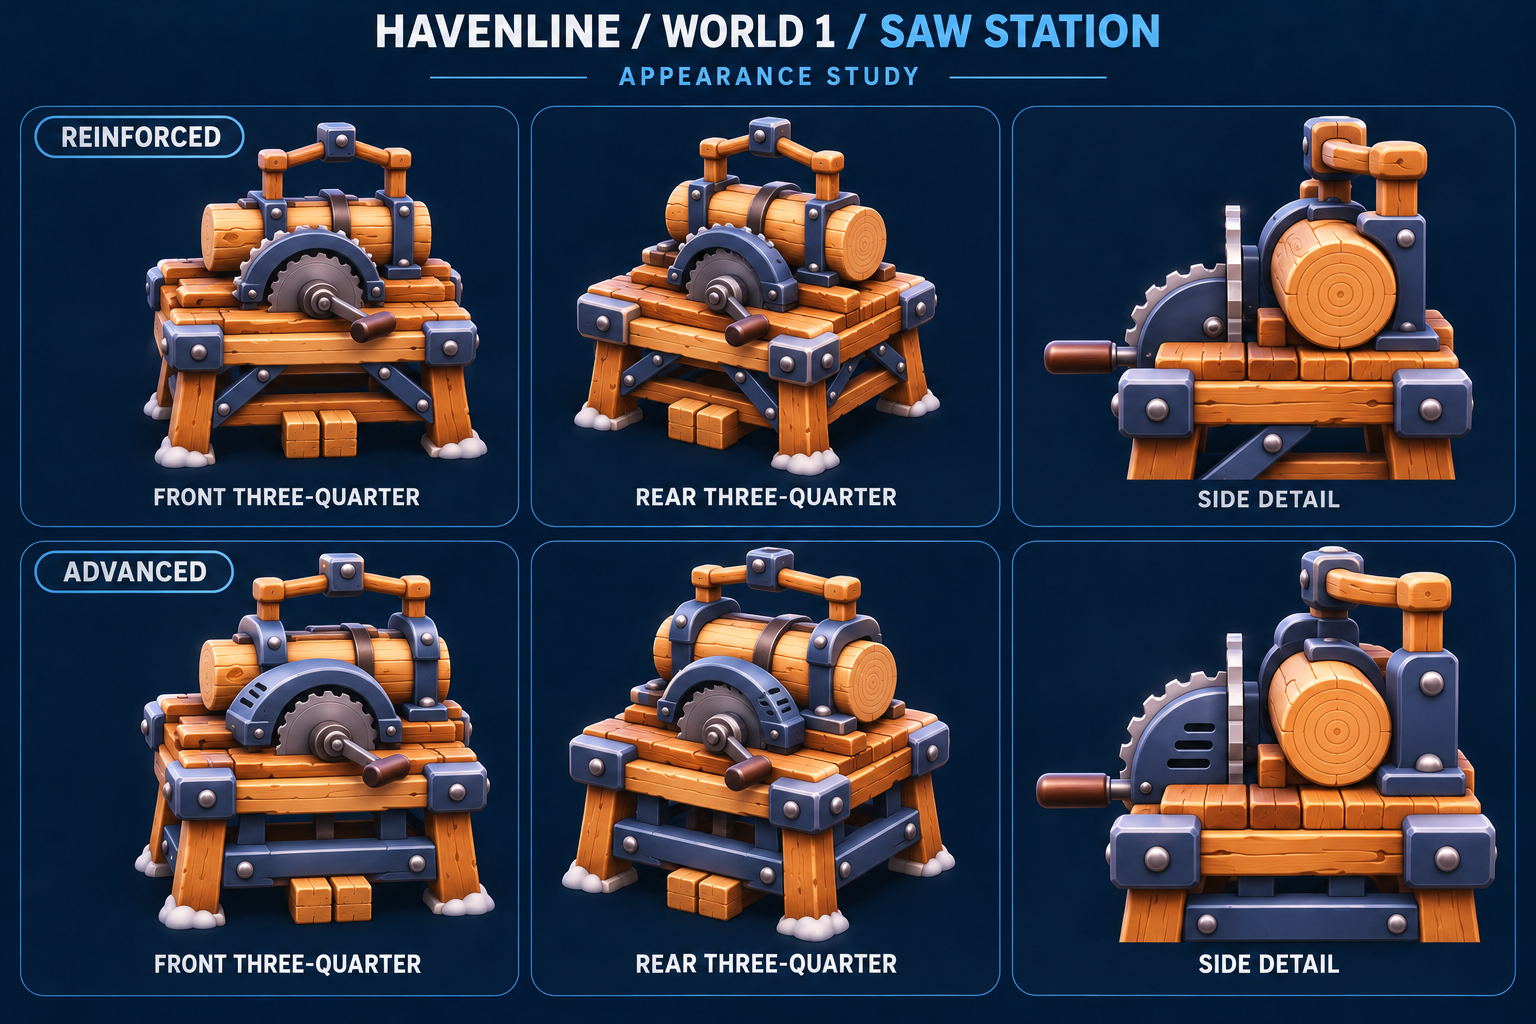 HAVENLINE / WORLD 1 / SAW STATION
APPEARANCE STUDY
REINFORCED
FRONT THREE-QUARTER
REAR THREE-QUARTER
SIDE DETAIL
ADVANCED
FRONT THREE-QUARTER
REAR THREE-QUARTER
SIDE DETAIL